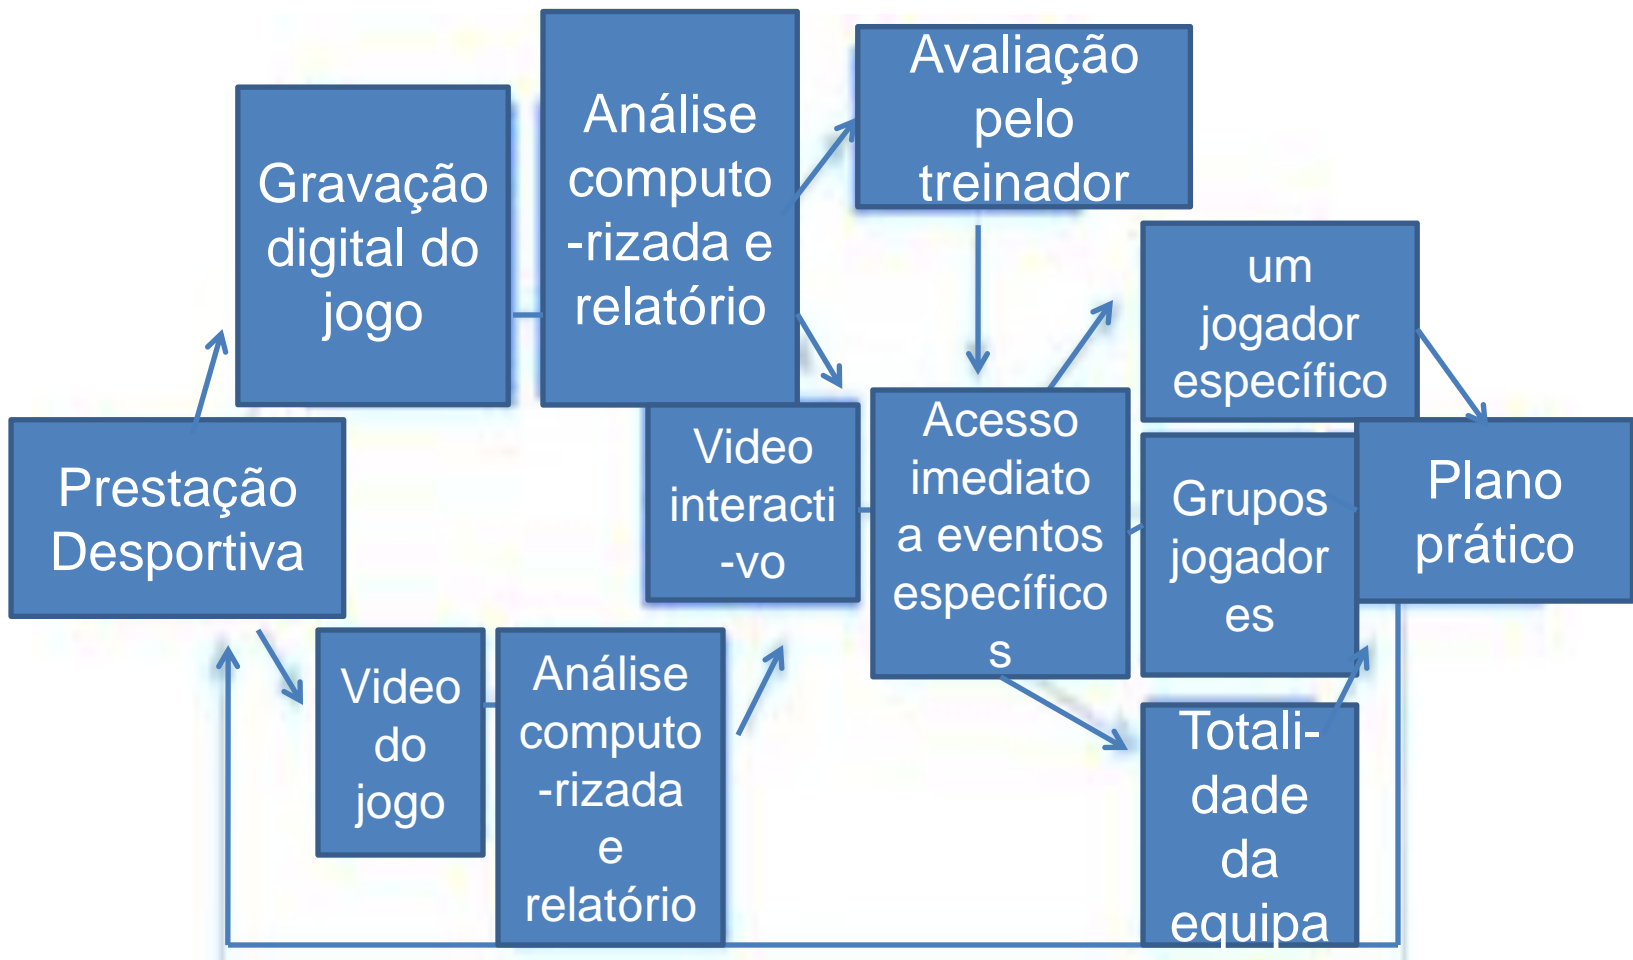 Prestação
Desportiva
Gravação
digital do
jogo
Análise
computo
-rizada e
relatório
Avaliação
pelo
treinador
Video
do
jogo
Análise
computo
-rizada
e
relatório
Video
interacti
-vo
Acesso
imediato
a eventos
específico
s
um
jogador
específico
Grupos
jogador
es
Totali-
dade
da
equipa
Plano
prático